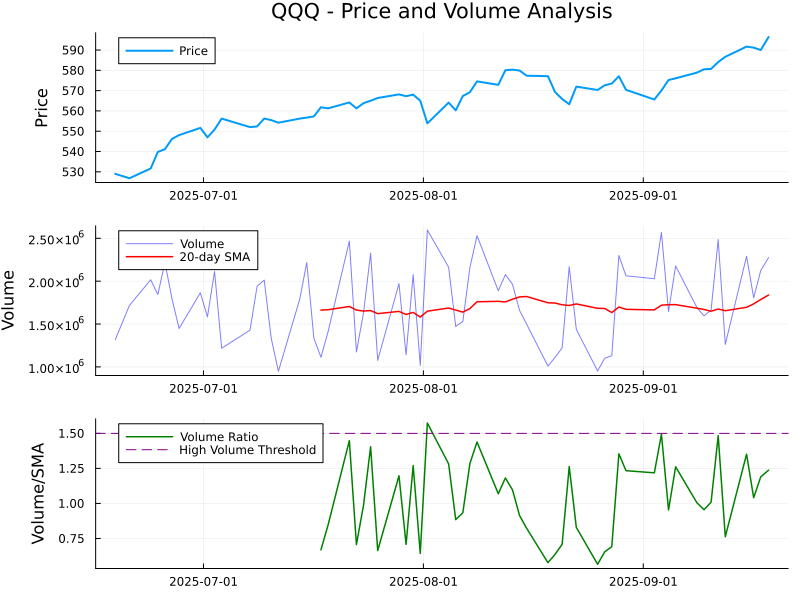 QQQ - Price and Volume Analysis
Price
590
580
570
560
550
540
530
Price
2025-07-01
2025-08-01
2025-09-01
Volume
2.50×10⁶
2.00×10⁶
1.50×10⁶
1.00×10⁶
Volume
20-day SMA
2025-07-01
2025-08-01
2025-09-01
Volume/SMA
1.50
1.25
1.00
0.75
Volume Ratio
High Volume Threshold
2025-07-01
2025-08-01
2025-09-01